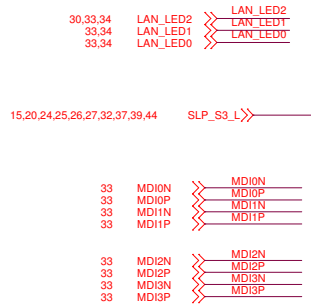 30,33,34 LAN_LED2 LAN_LED2
33,34 LAN_LED1 LAN_LED1
33,34 LAN_LED0 LAN_LED0
15,20,24,25,26,27,32,37,39,44 SLP_S3_L
33 MDI0N MDI0N
33 MDI0P MDI0P
33 MDI1N MDI1N
33 MDI1P MDI1P
33 MDI2N MDI2N
33 MDI2P MDI2P
33 MDI3N MDI3N
33 MDI3P MDI3P